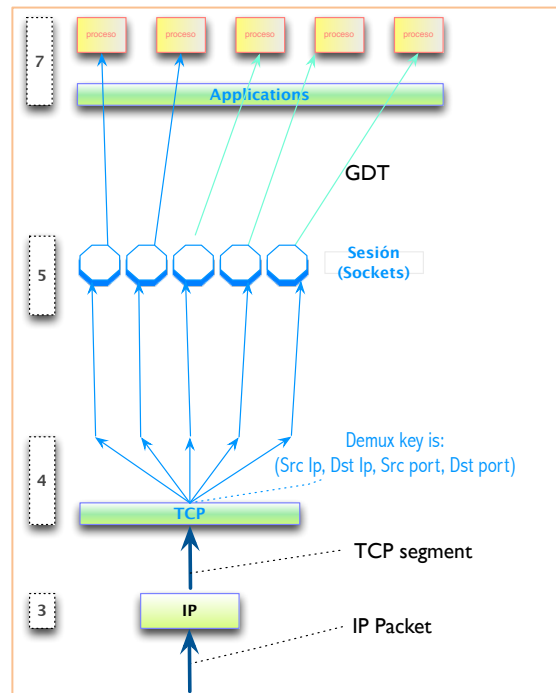 proceso proceso proceso proceso proceso
7
Applications
GDT
5
Sesión
(Sockets)
4
Demux key is:
(Src Ip, Dst Ip, Src port, Dst port)
TCP
TCP segment
3
IP
IP Packet